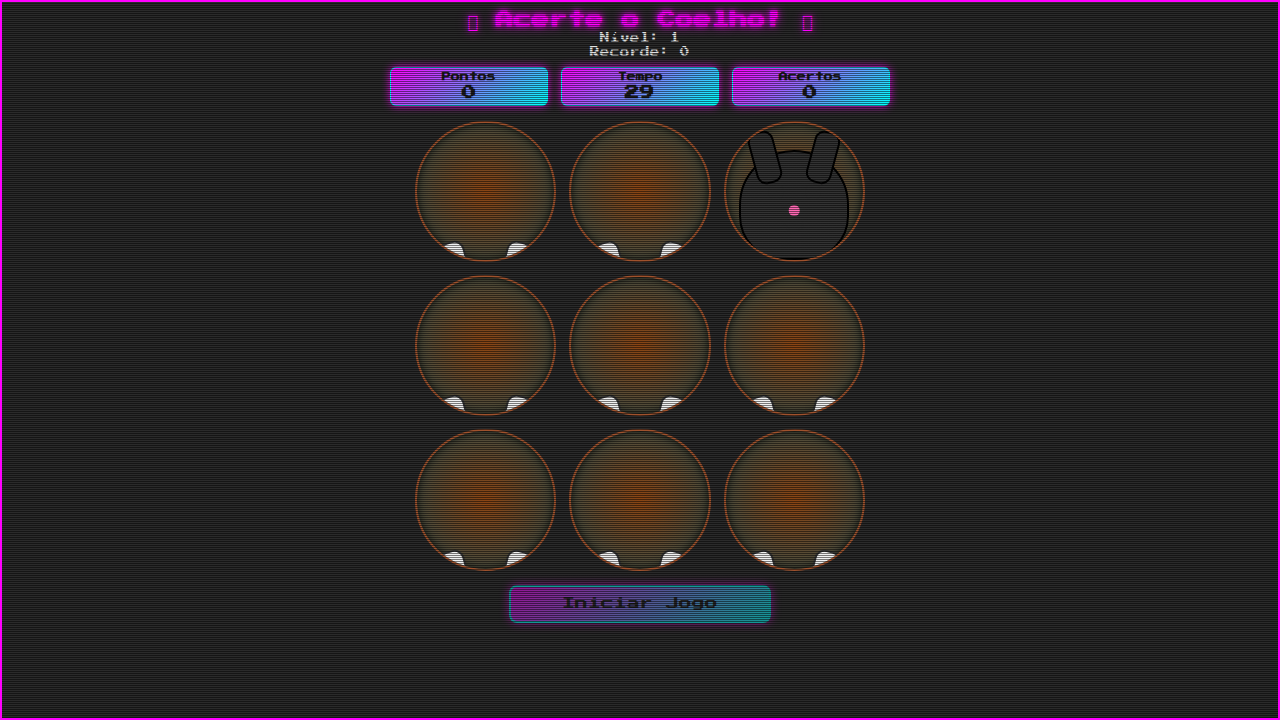 Acerte o Coelho!
Nível: 1
Recorde: 0
Pontos
0
Tempo
29
Acertos
0
Iniciar Jogo